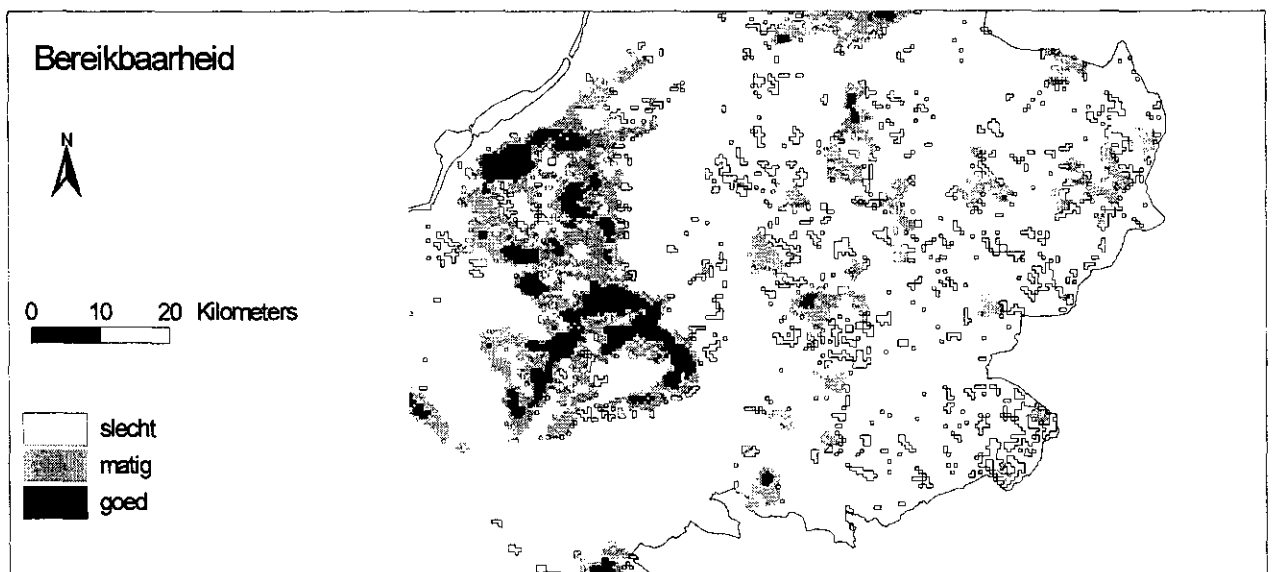 Bereikbaarheid
N
0 10 20 Kilometers
slecht
matig
goed